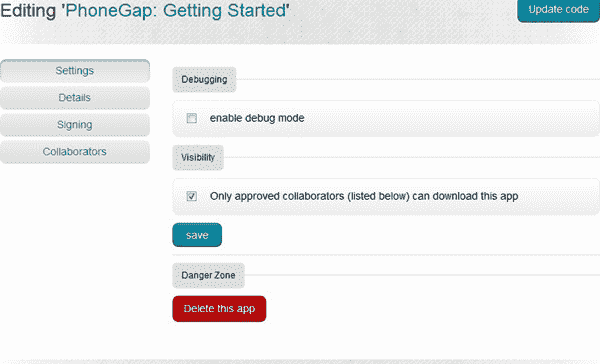 Editing 'PhoneGap: Getting Started'
Update code
Settings
Details
Signing
Collaborators
Debugging
enable debug mode
Visibility
Only approved collaborators (listed below) can download this app
save
Danger Zone
Delete this app